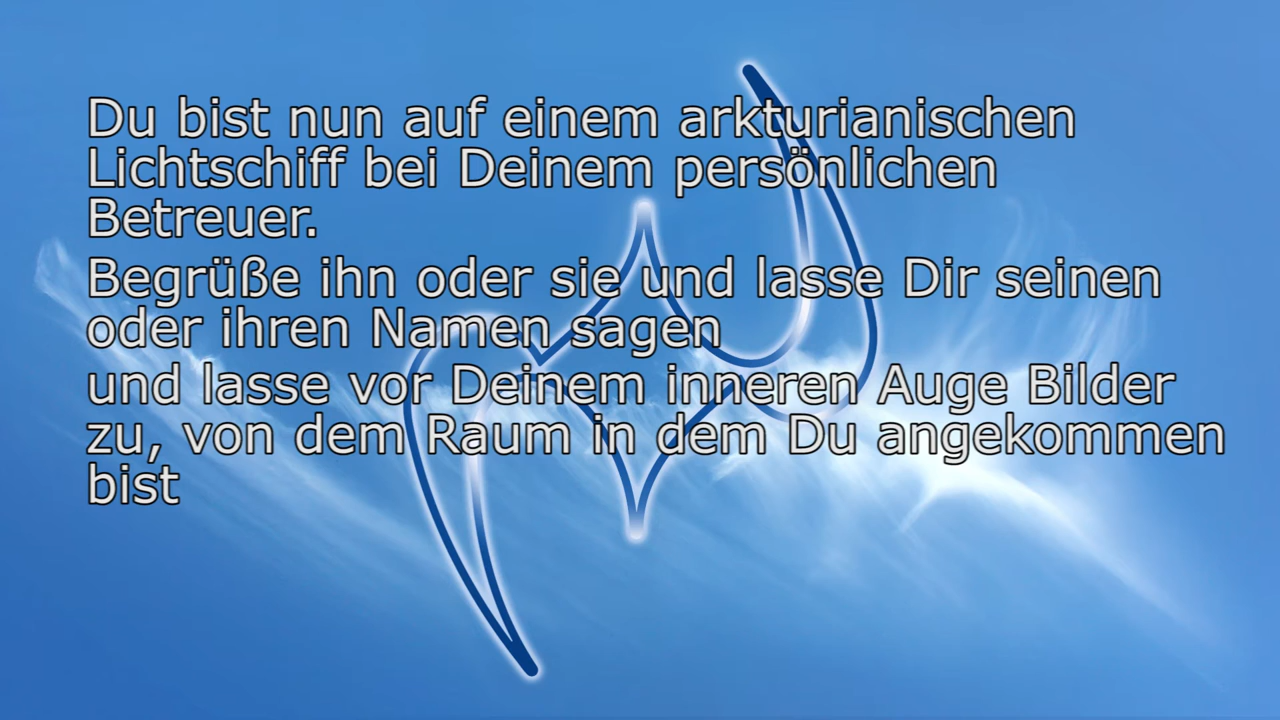 Du bist nun auf einem arkturianischen
Lichtschiff bei Deinem persönlichen
Betreuer.
Begrüße ihn oder sie und lasse Dir seinen
oder ihren Namen sagen
und lasse vor Deinem inneren Auge Bilder
zu, von dem Raum in dem Du angekommen
bist